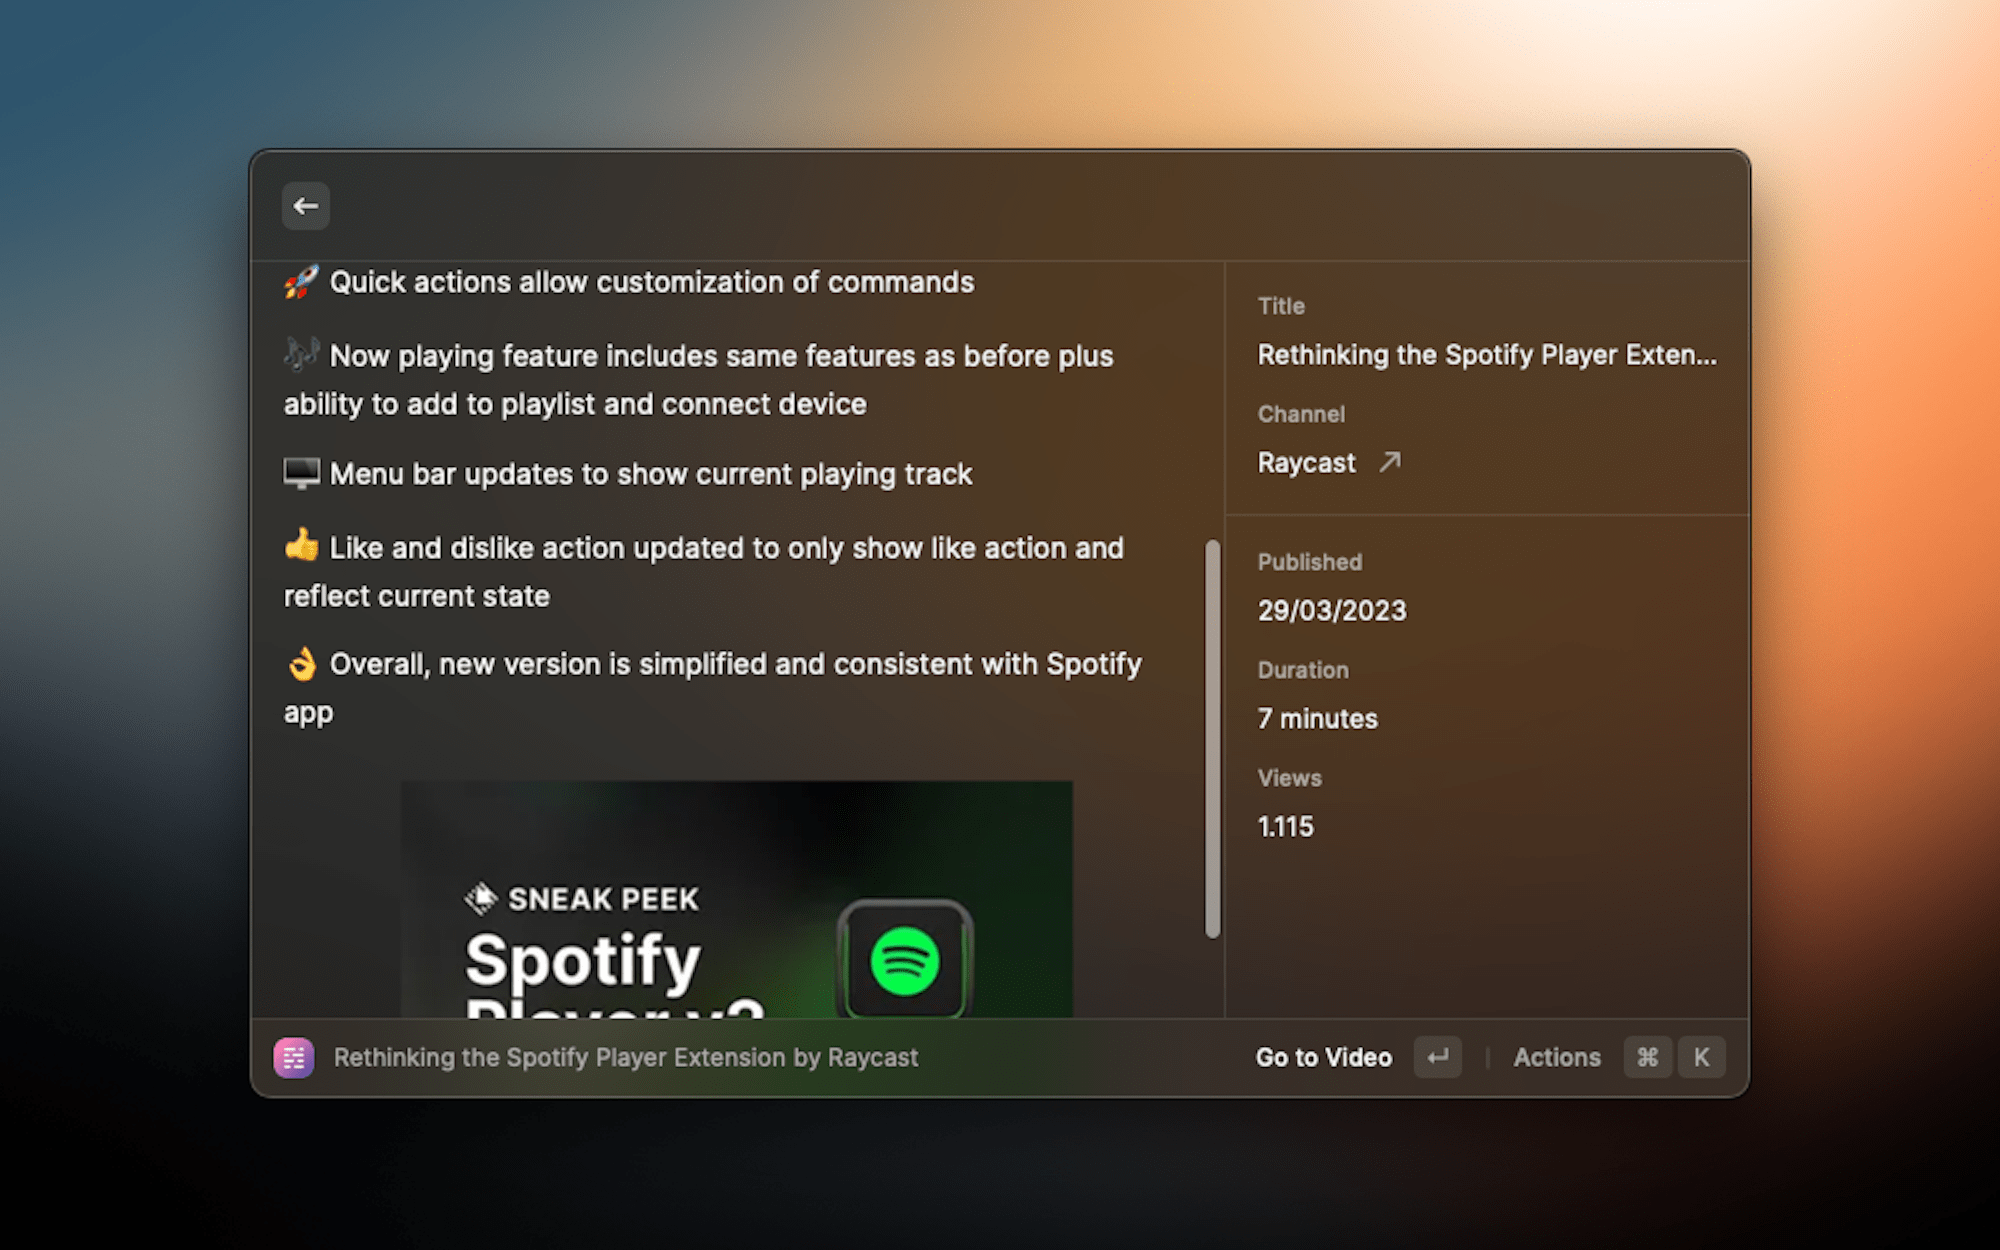 🚀 Quick actions allow customization of commands
🎶 Now playing feature includes same features as before plus
ability to add to playlist and connect device
🖥️ Menu bar updates to show current playing track
👍 Like and dislike action updated to only show like action and
reflect current state
👌 Overall, new version is simplified and consistent with Spotify
app
SNEAK PEEK
Spotify
Player v2
Title
Rethinking the Spotify Player Exten...
Channel
Raycast ↗
Published
29/03/2023
Duration
7 minutes
Views
1.115
Rethinking the Spotify Player Extension by Raycast
Go to Video ↵ | Actions ⌘ K